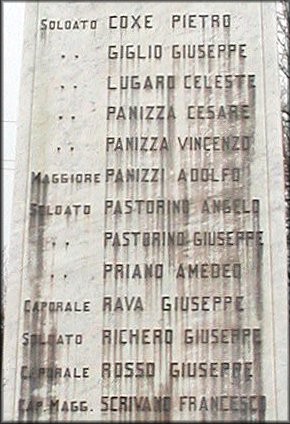 SOLDATO COXE PIETRO
,, GIGLIO GIUSEPPE
,, LUGARO CELESTE
,, PANIZZA CESARE
,, PANIZZA VINCENZO
MAGGIORE PANIZZI ADOLFO
SOLDATO PASTORINO ANGELO
,, PASTORINO GIUSEPPE
,, PRIANO AMEDEO
CAPORALE RAVA GIUSEPPE
SOLDATO RICHERO GIUSEPPE
CAPORALE ROSSO GIUSEPPE
CAP. MAGG. SCRIVANO FRANCESCO